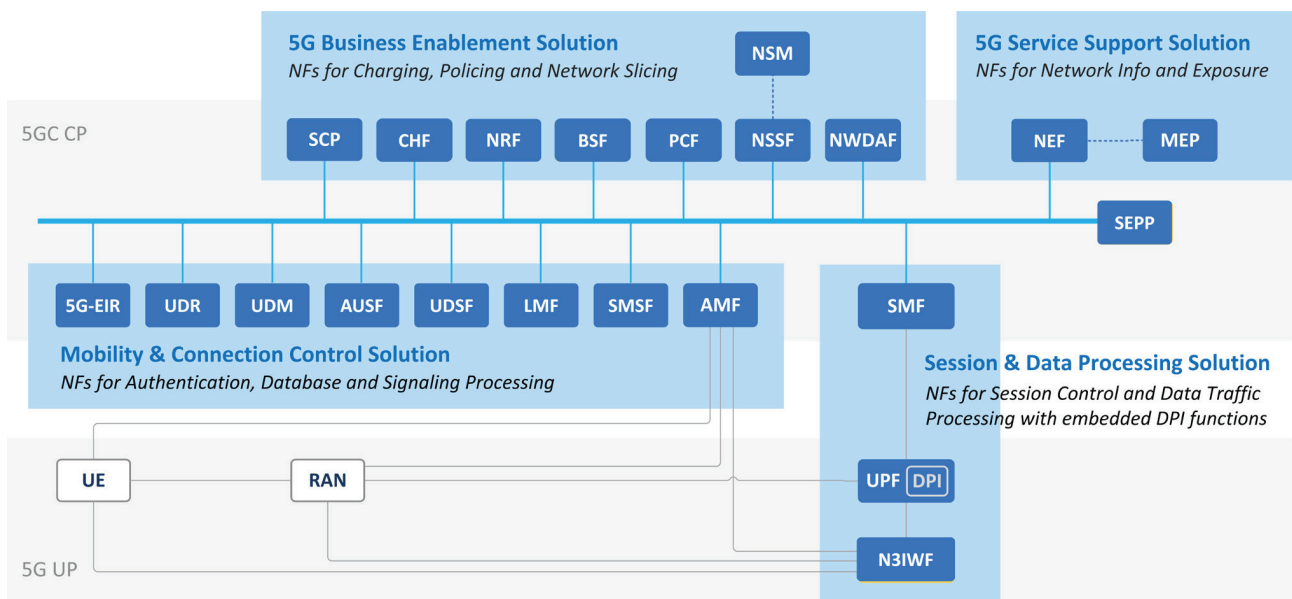 5G Business Enablement Solution
NFs for Charging, Policing and Network Slicing
NSM
5G Service Support Solution
NFs for Network Info and Exposure
5GC CP
SCP
CHF
NRF
BSF
PCF
NSSF
NWDAF
NEF
MEP
SEPP
5G-EIR
UDR
UDM
AUSF
UDSF
LMF
SMSF
AMF
SMF
Mobility & Connection Control Solution
NFs for Authentication, Database and Signaling Processing
Session & Data Processing Solution
NFs for Session Control and Data Traffic
Processing with embedded DPI functions
UE
RAN
UPF DPI
N3IWF
5G UP